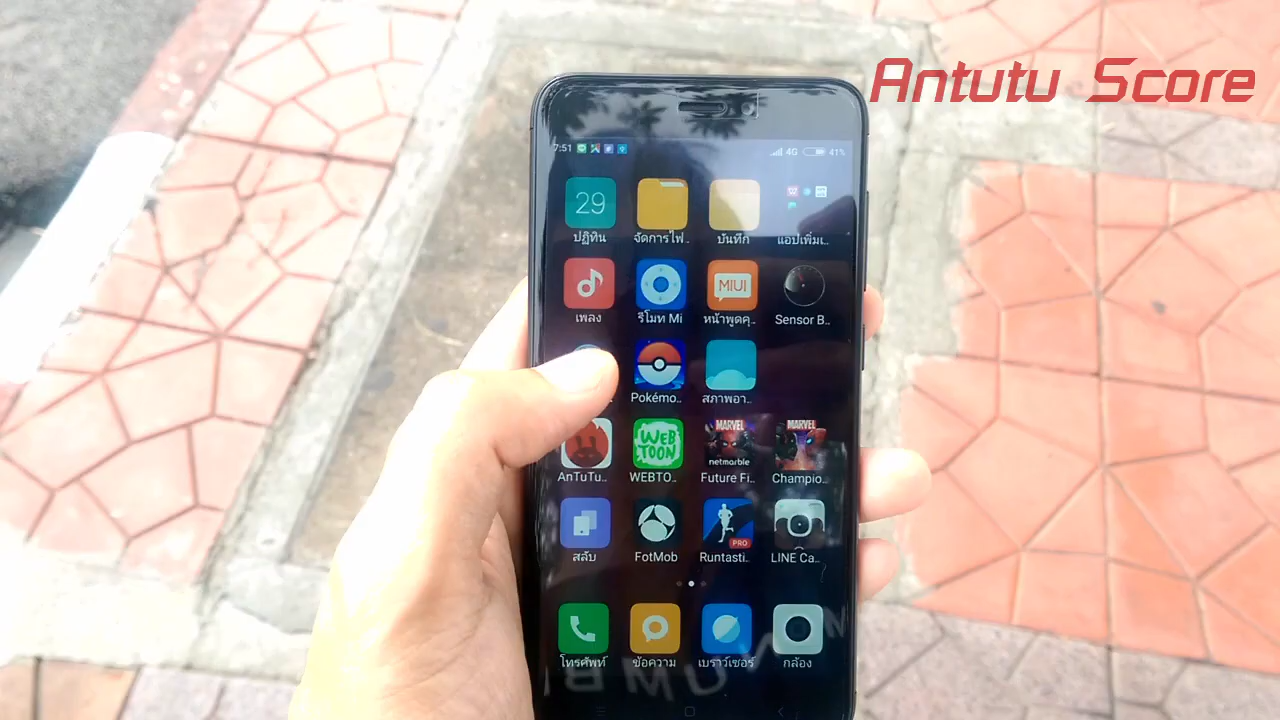 Antutu Score
7:51 4G 41%
29
ปฏิทิน จัดการไฟ.. บันทึก แอปเพิ่มเ..
MIUI
เพลง รีโมท Mi หน้าพูดคุ.. Sensor B..
Pokémo.. สภาพอา..
WEB TOON MARVEL netmarble MARVEL
AnTuTu.. WEBTO.. Future Fi.. Champio..
PRO
สลับ FotMob Runtasti.. LINE Ca..
โทรศัพท์ ข้อความ เบราว์เซอร์ กล้อง